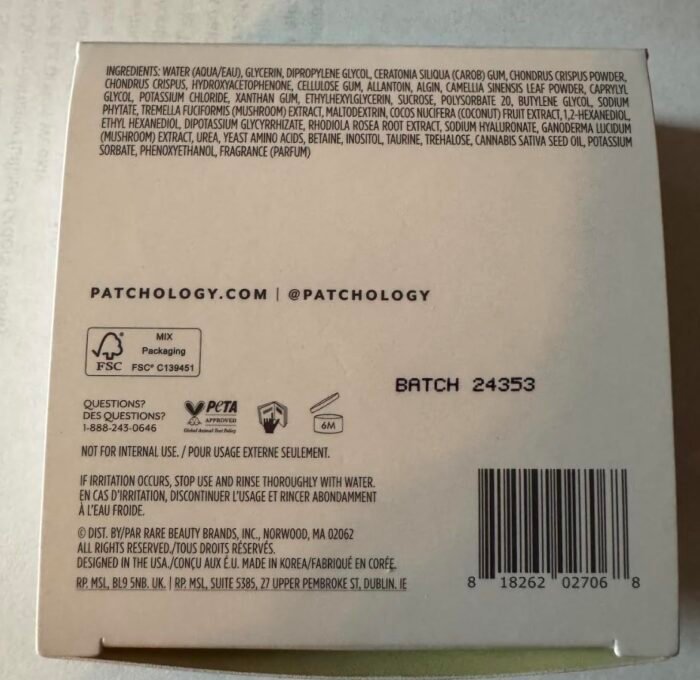 INGREDIENTS: WATER (AQUA/EAU), GLYCERIN, DIPROPYLENE GLYCOL, CERATONIA SILIQUA (CAROB) GUM, CHONDRUS CRISPUS POWDER,
CHONDRUS CRISPUS, HYDROXYACETOPHENONE, CELLULOSE GUM, ALLANTOIN, ALGIN, CAMELLIA SINENSIS LEAF POWDER, CAPRYLYL
GLYCOL, POTASSIUM CHLORIDE, XANTHAN GUM, ETHYLHEXYLGLYCERIN, SUCROSE, POLYSORBATE 20, BUTYLENE GLYCOL, SODIUM
PHYTATE, TREMELLA FUCIFORMIS (MUSHROOM) EXTRACT, MALTODEXTRIN, COCOS NUCIFERA (COCONUT) FRUIT EXTRACT, 1,2-HEXANEDIOL,
ETHYL HEXANEDIOL, DIPOTASSIUM GLYCYRRHIZATE, RHODIOLA ROSEA ROOT EXTRACT, SODIUM HYALURONATE, GANODERMA LUCIDUM
(MUSHROOM) EXTRACT, UREA, YEAST AMINO ACIDS, BETAINE, INOSITOL, TAURINE, TREHALOSE, CANNABIS SATIVA SEED OIL, POTASSIUM
SORBATE, PHENOXYETHANOL, FRAGRANCE (PARFUM)
PATCHOLOGY.COM | @PATCHOLOGY
MIX
Packaging
FSC FSC® C139451
BATCH 24353
QUESTIONS?
DES QUESTIONS?
1-888-243-0646
PETA
APPROVED
Global Animal Test Policy
6M
NOT FOR INTERNAL USE. / POUR USAGE EXTERNE SEULEMENT.
IF IRRITATION OCCURS, STOP USE AND RINSE THOROUGHLY WITH WATER.
EN CAS D'IRRITATION, DISCONTINUER L'USAGE ET RINCER ABONDAMMENT
À L'EAU FROIDE.
© DIST. BY/PAR RARE BEAUTY BRANDS, INC., NORWOOD, MA 02062
ALL RIGHTS RESERVED./TOUS DROITS RÉSERVÉS.
DESIGNED IN THE USA./CONÇU AUX É.U. MADE IN KOREA/FABRIQUÉ EN CORÉE.
RP. MSL, BL9 5NB. UK. | RP. MSL, SUITE 5385, 27 UPPER PEMBROKE ST, DUBLIN. IE
8 18262 02706 8